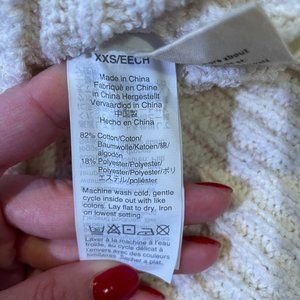 XXS/EECH
Made in China
Fabriqué en Chine
In China Hergestellt
Vervaardid in China
中国製
Hecho en China
82% Cotton/Coton/
Baumwolle/Katoen/綿/
algodón
18% Polyester/Polyester/
Polyester/Polyester/ポリ
エステル/poliéster
Machine wash cold, gentle
cycle inside out with like
colors. Lay flat to dry. Iron
on lowest setting
Laver à la machine à l'eau
froide, au cycle délicat à
l'envers avec des couleurs
similaires. Sécher à plat.
ABOUT